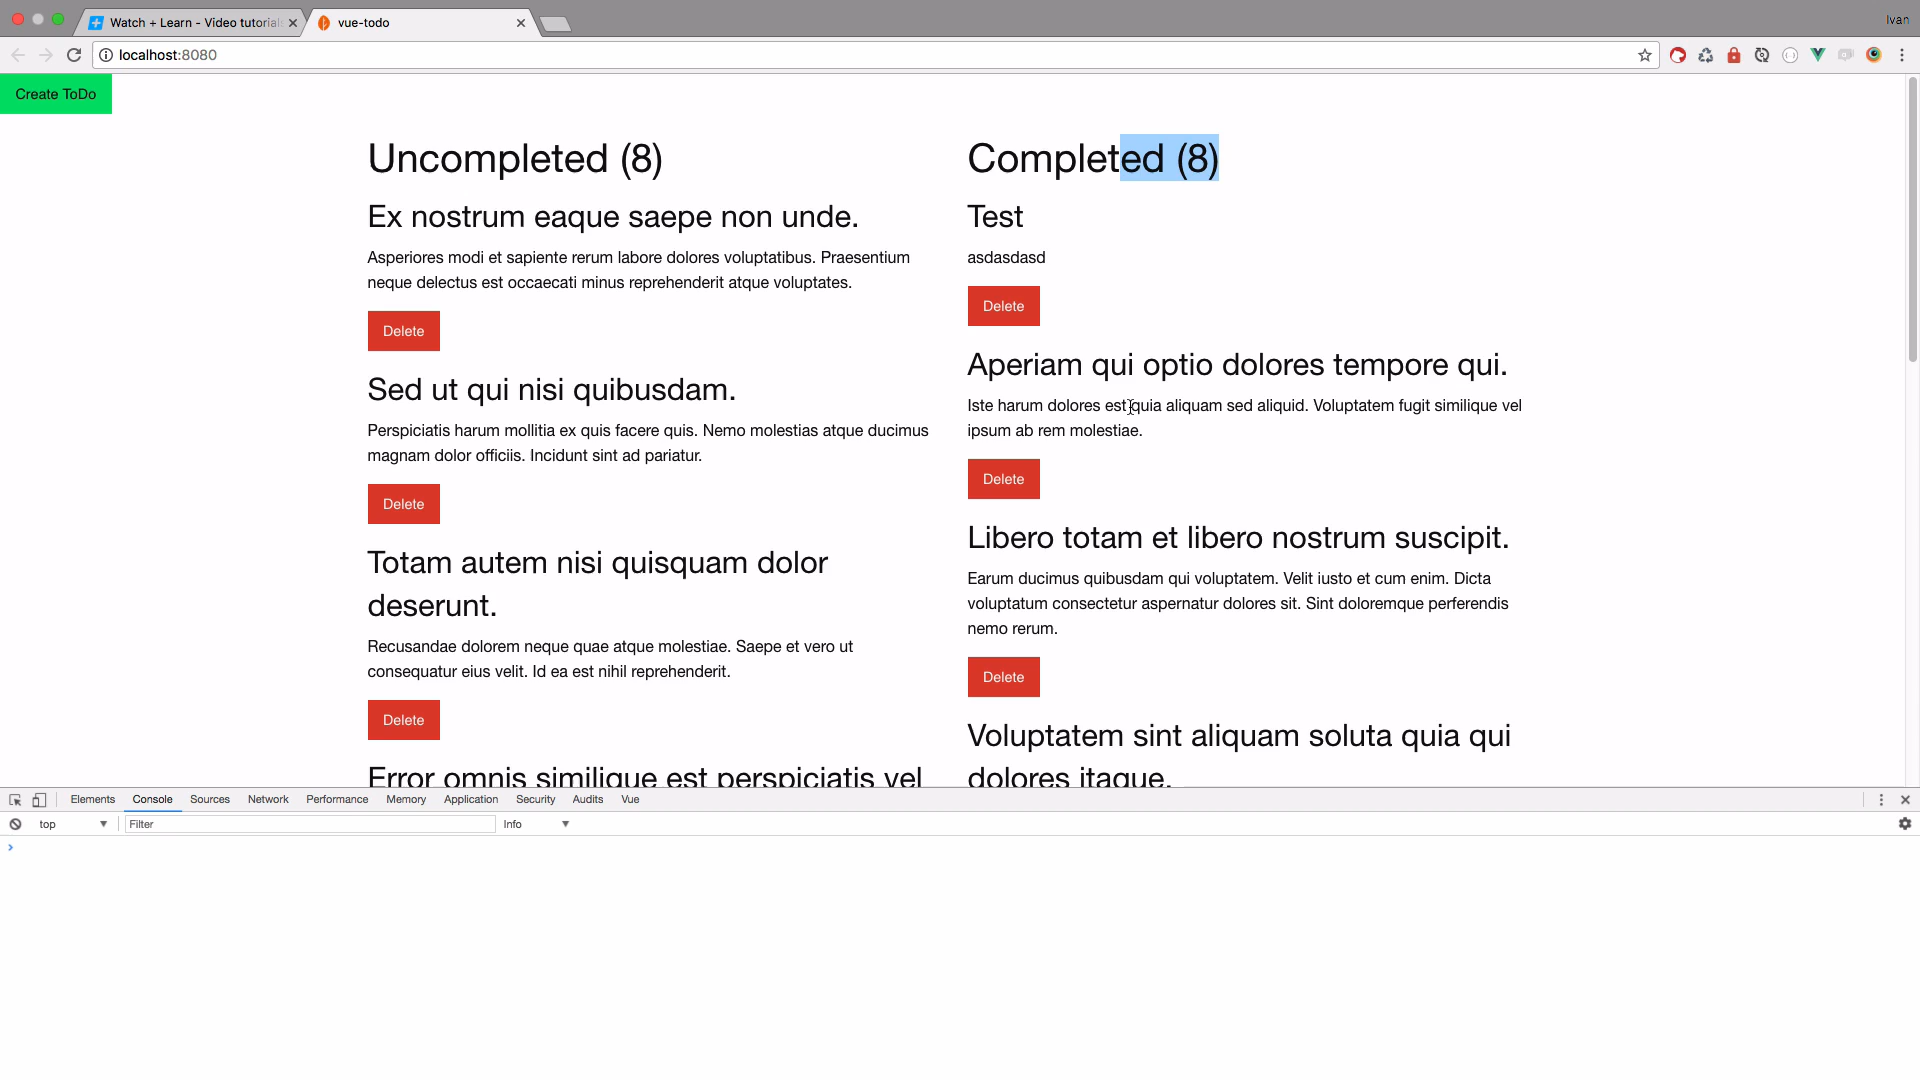 Watch + Learn - Video tutorial
vue-todo
Ivan
localhost:8080
Create ToDo
Uncompleted (8)
Ex nostrum eaque saepe non unde.
Asperiores modi et sapiente rerum labore dolores voluptatibus. Praesentium
neque delectus est occaecati minus reprehenderit atque voluptates.
Delete
Sed ut qui nisi quibusdam.
Perspiciatis harum mollitia ex quis facere quis. Nemo molestias atque ducimus
magnam dolor officiis. Incidunt sint ad pariatur.
Delete
Totam autem nisi quisquam dolor
deserunt.
Recusandae dolorem neque quae atque molestiae. Saepe et vero ut
consequatur eius velit. Id ea est nihil reprehenderit.
Delete
Error omnis similique est perspiciatis vel
Completed (8)
Test
asdasdasd
Delete
Aperiam qui optio dolores tempore qui.
Iste harum dolores est quia aliquam sed aliquid. Voluptatem fugit similique vel
ipsum ab rem molestiae.
Delete
Libero totam et libero nostrum suscipit.
Earum ducimus quibusdam qui voluptatem. Velit iusto et cum enim. Dicta
voluptatum consectetur aspernatur dolores sit. Sint doloremque perferendis
nemo rerum.
Delete
Voluptatem sint aliquam soluta quia qui
dolores itaque.
Elements Console Sources Network Performance Memory Application Security Audits Vue
top Filter Info